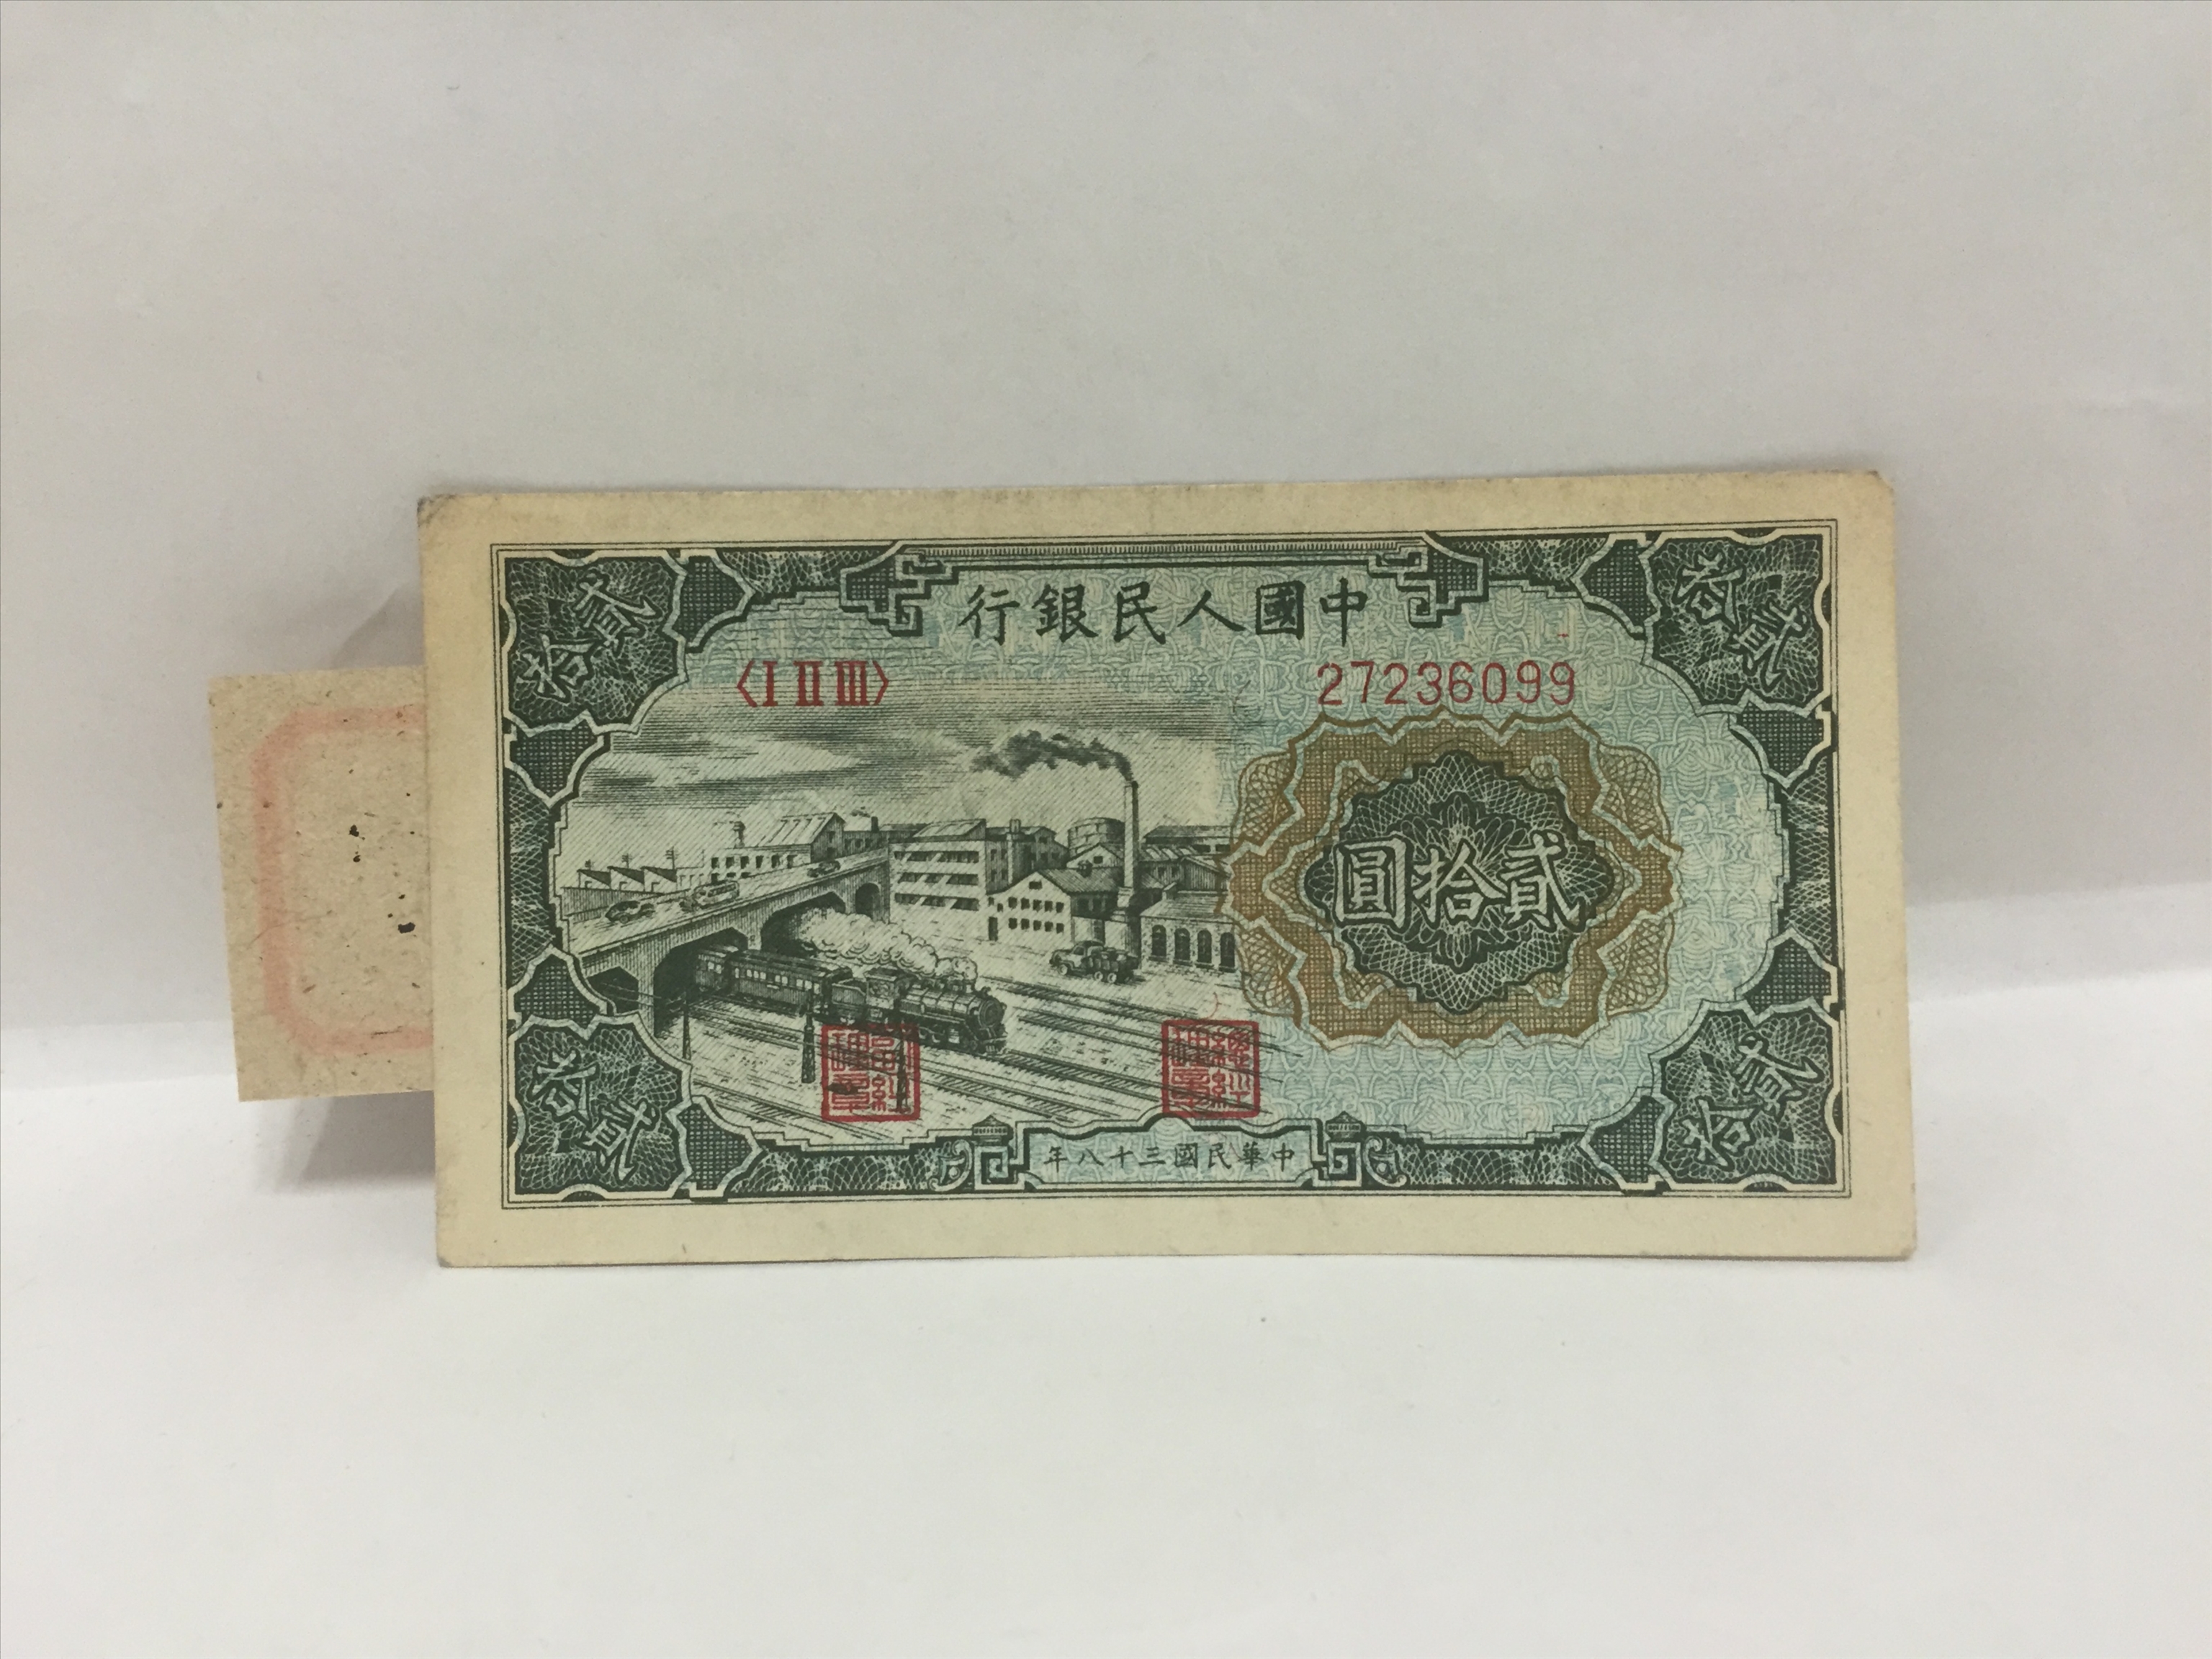 中國人民銀行
〈I II III〉
27236099
貳拾
貳拾
貳拾圓
貳拾
貳拾
中華民國三十八年